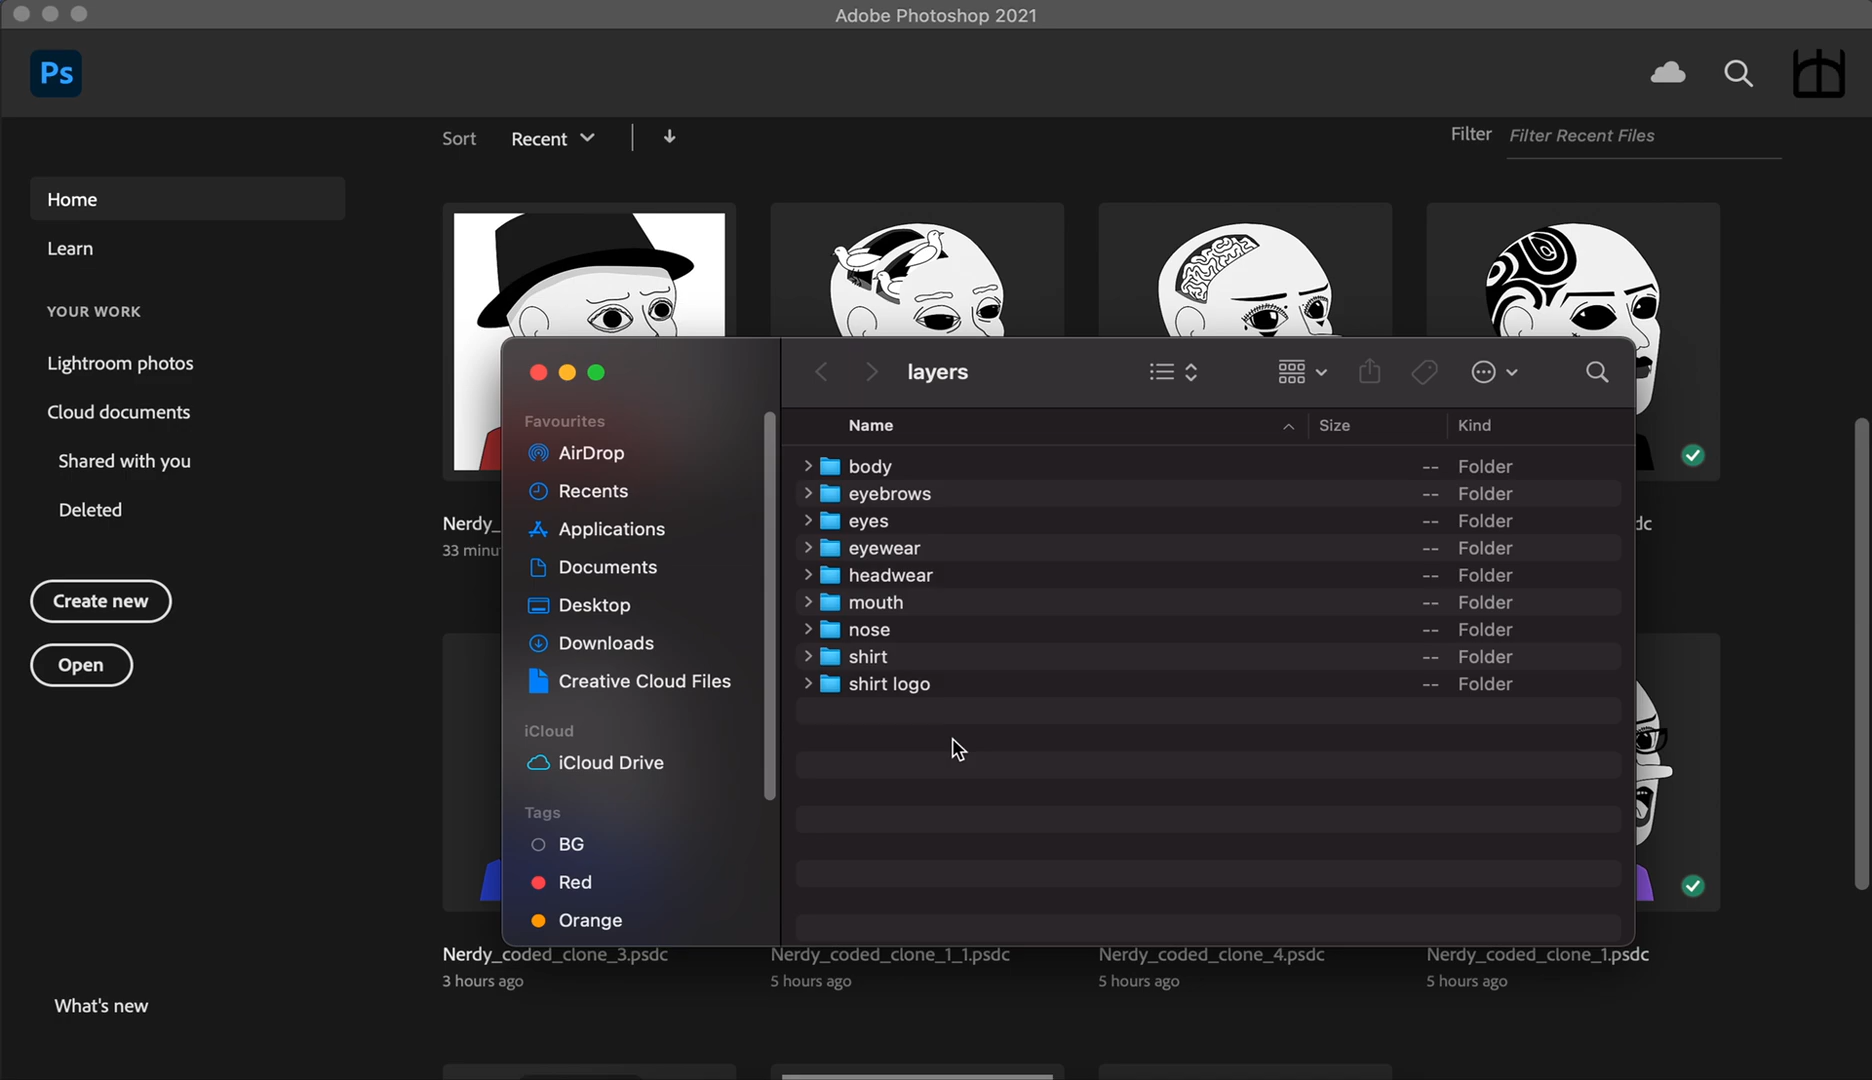 Adobe Photoshop 2021
Ps
Sort Recent
Filter Filter Recent Files
Home
Learn
YOUR WORK
Lightroom photos
Cloud documents
Shared with you
Deleted
Create new
Open
What's new
layers
Favourites
AirDrop
Recents
Applications
Documents
Desktop
Downloads
Creative Cloud Files
iCloud
iCloud Drive
Tags
BG
Red
Orange
Name Size Kind
body -- Folder
eyebrows -- Folder
eyes -- Folder
eyewear -- Folder
headwear -- Folder
mouth -- Folder
nose -- Folder
shirt -- Folder
shirt logo -- Folder
Nerdy_
33 minu
dc
Nerdy_coded_clone_3.psdc
3 hours ago
Nerdy_coded_clone_1_1.psdc
5 hours ago
Nerdy_coded_clone_4.psdc
5 hours ago
Nerdy_coded_clone_1.psdc
5 hours ago